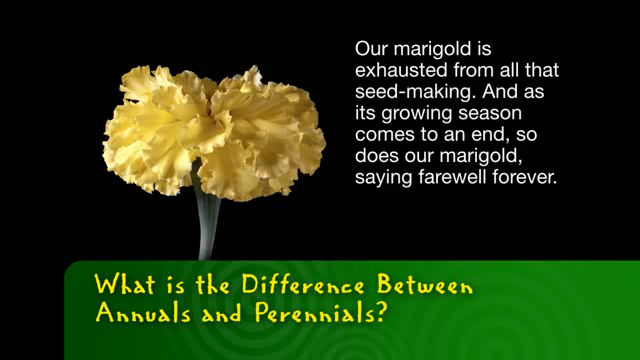 Our marigold is
exhausted from all that
seed-making. And as
its growing season
comes to an end, so
does our marigold,
saying farewell forever.
What is the Difference Between
Annuals and Perennials?